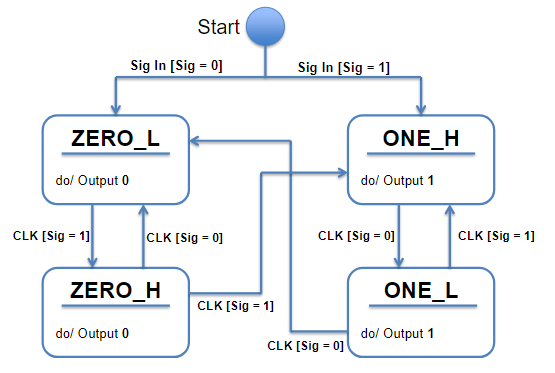 Start
Sig In [Sig = 0]
Sig In [Sig = 1]
ZERO_L
do/ Output 0
ONE_H
do/ Output 1
CLK [Sig = 1]
CLK [Sig = 0]
CLK [Sig = 0]
CLK [Sig = 1]
ZERO_H
do/ Output 0
CLK [Sig = 1]
ONE_L
do/ Output 1
CLK [Sig = 0]